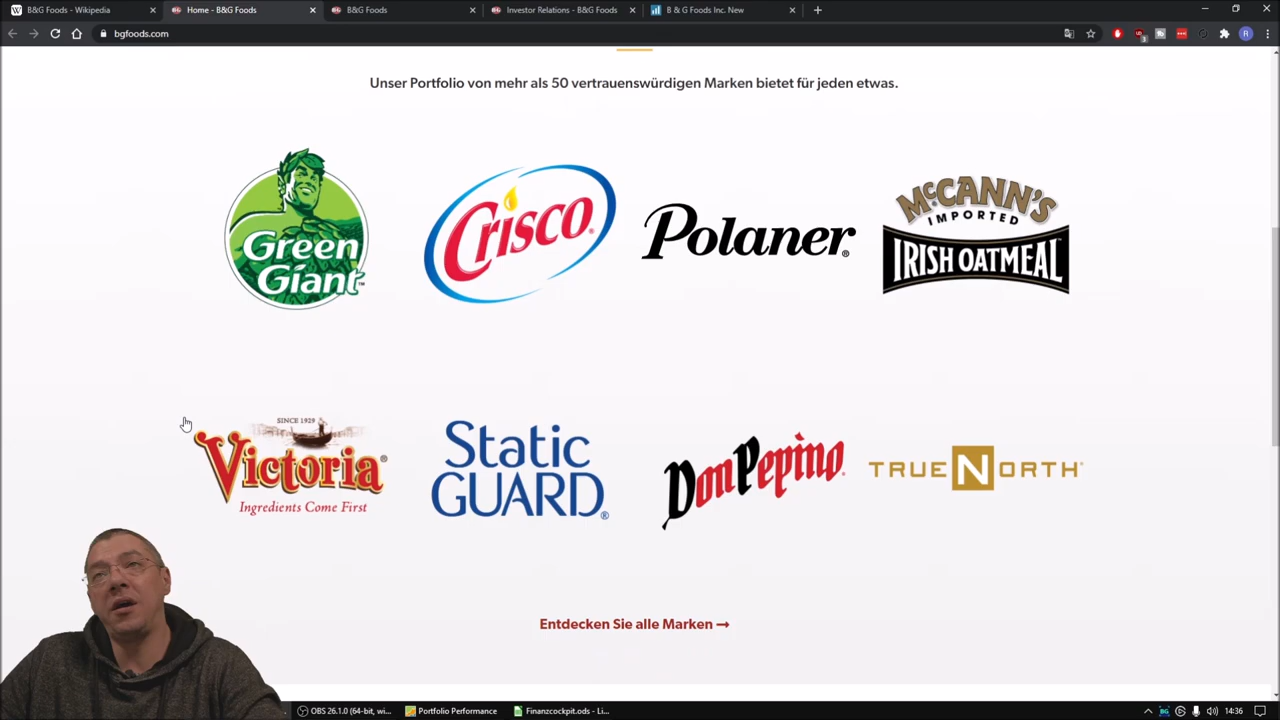 B&G Foods - Wikipedia
Home - B&G Foods
B&G Foods
Investor Relations - B&G Foods
B & G Foods Inc. New
bgfoods.com
Unser Portfolio von mehr als 50 vertrauenswürdigen Marken bietet für jeden etwas.
Green
Giant™
Crisco®
Polaner®
McCANN'S
IMPORTED
IRISH OATMEAL
SINCE 1929
Victoria®
Ingredients Come First
Static
GUARD®
Don Pepino®
TRUE NORTH®
Entdecken Sie alle Marken →
OBS 26.1.0 (64-bit, wi...
Portfolio Performance
Finanzcockpit.ods - Li...
14:36